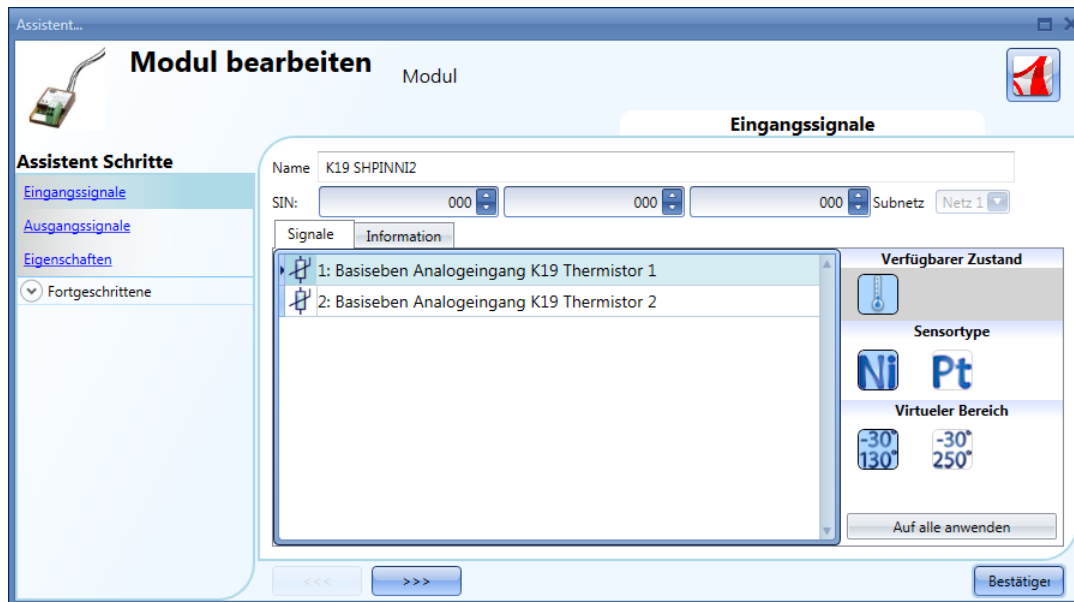 Assistent...
Modul bearbeiten
Modul
Eingangssignale
Assistent Schritte
Eingangssignale
Ausgangssignale
Eigenschaften
Fortgeschrittene
Name K19 SHPINNI2
SIN: 000 000 000 Subnetz Netz 1
Signale Information
1: Basiseben Analogeingang K19 Thermistor 1
2: Basiseben Analogeingang K19 Thermistor 2
Verfügbarer Zustand
Sensortype
Ni Pt
Virtueler Bereich
-30° -30°
130° 250°
Auf alle anwenden
<<< >>> Bestätiger